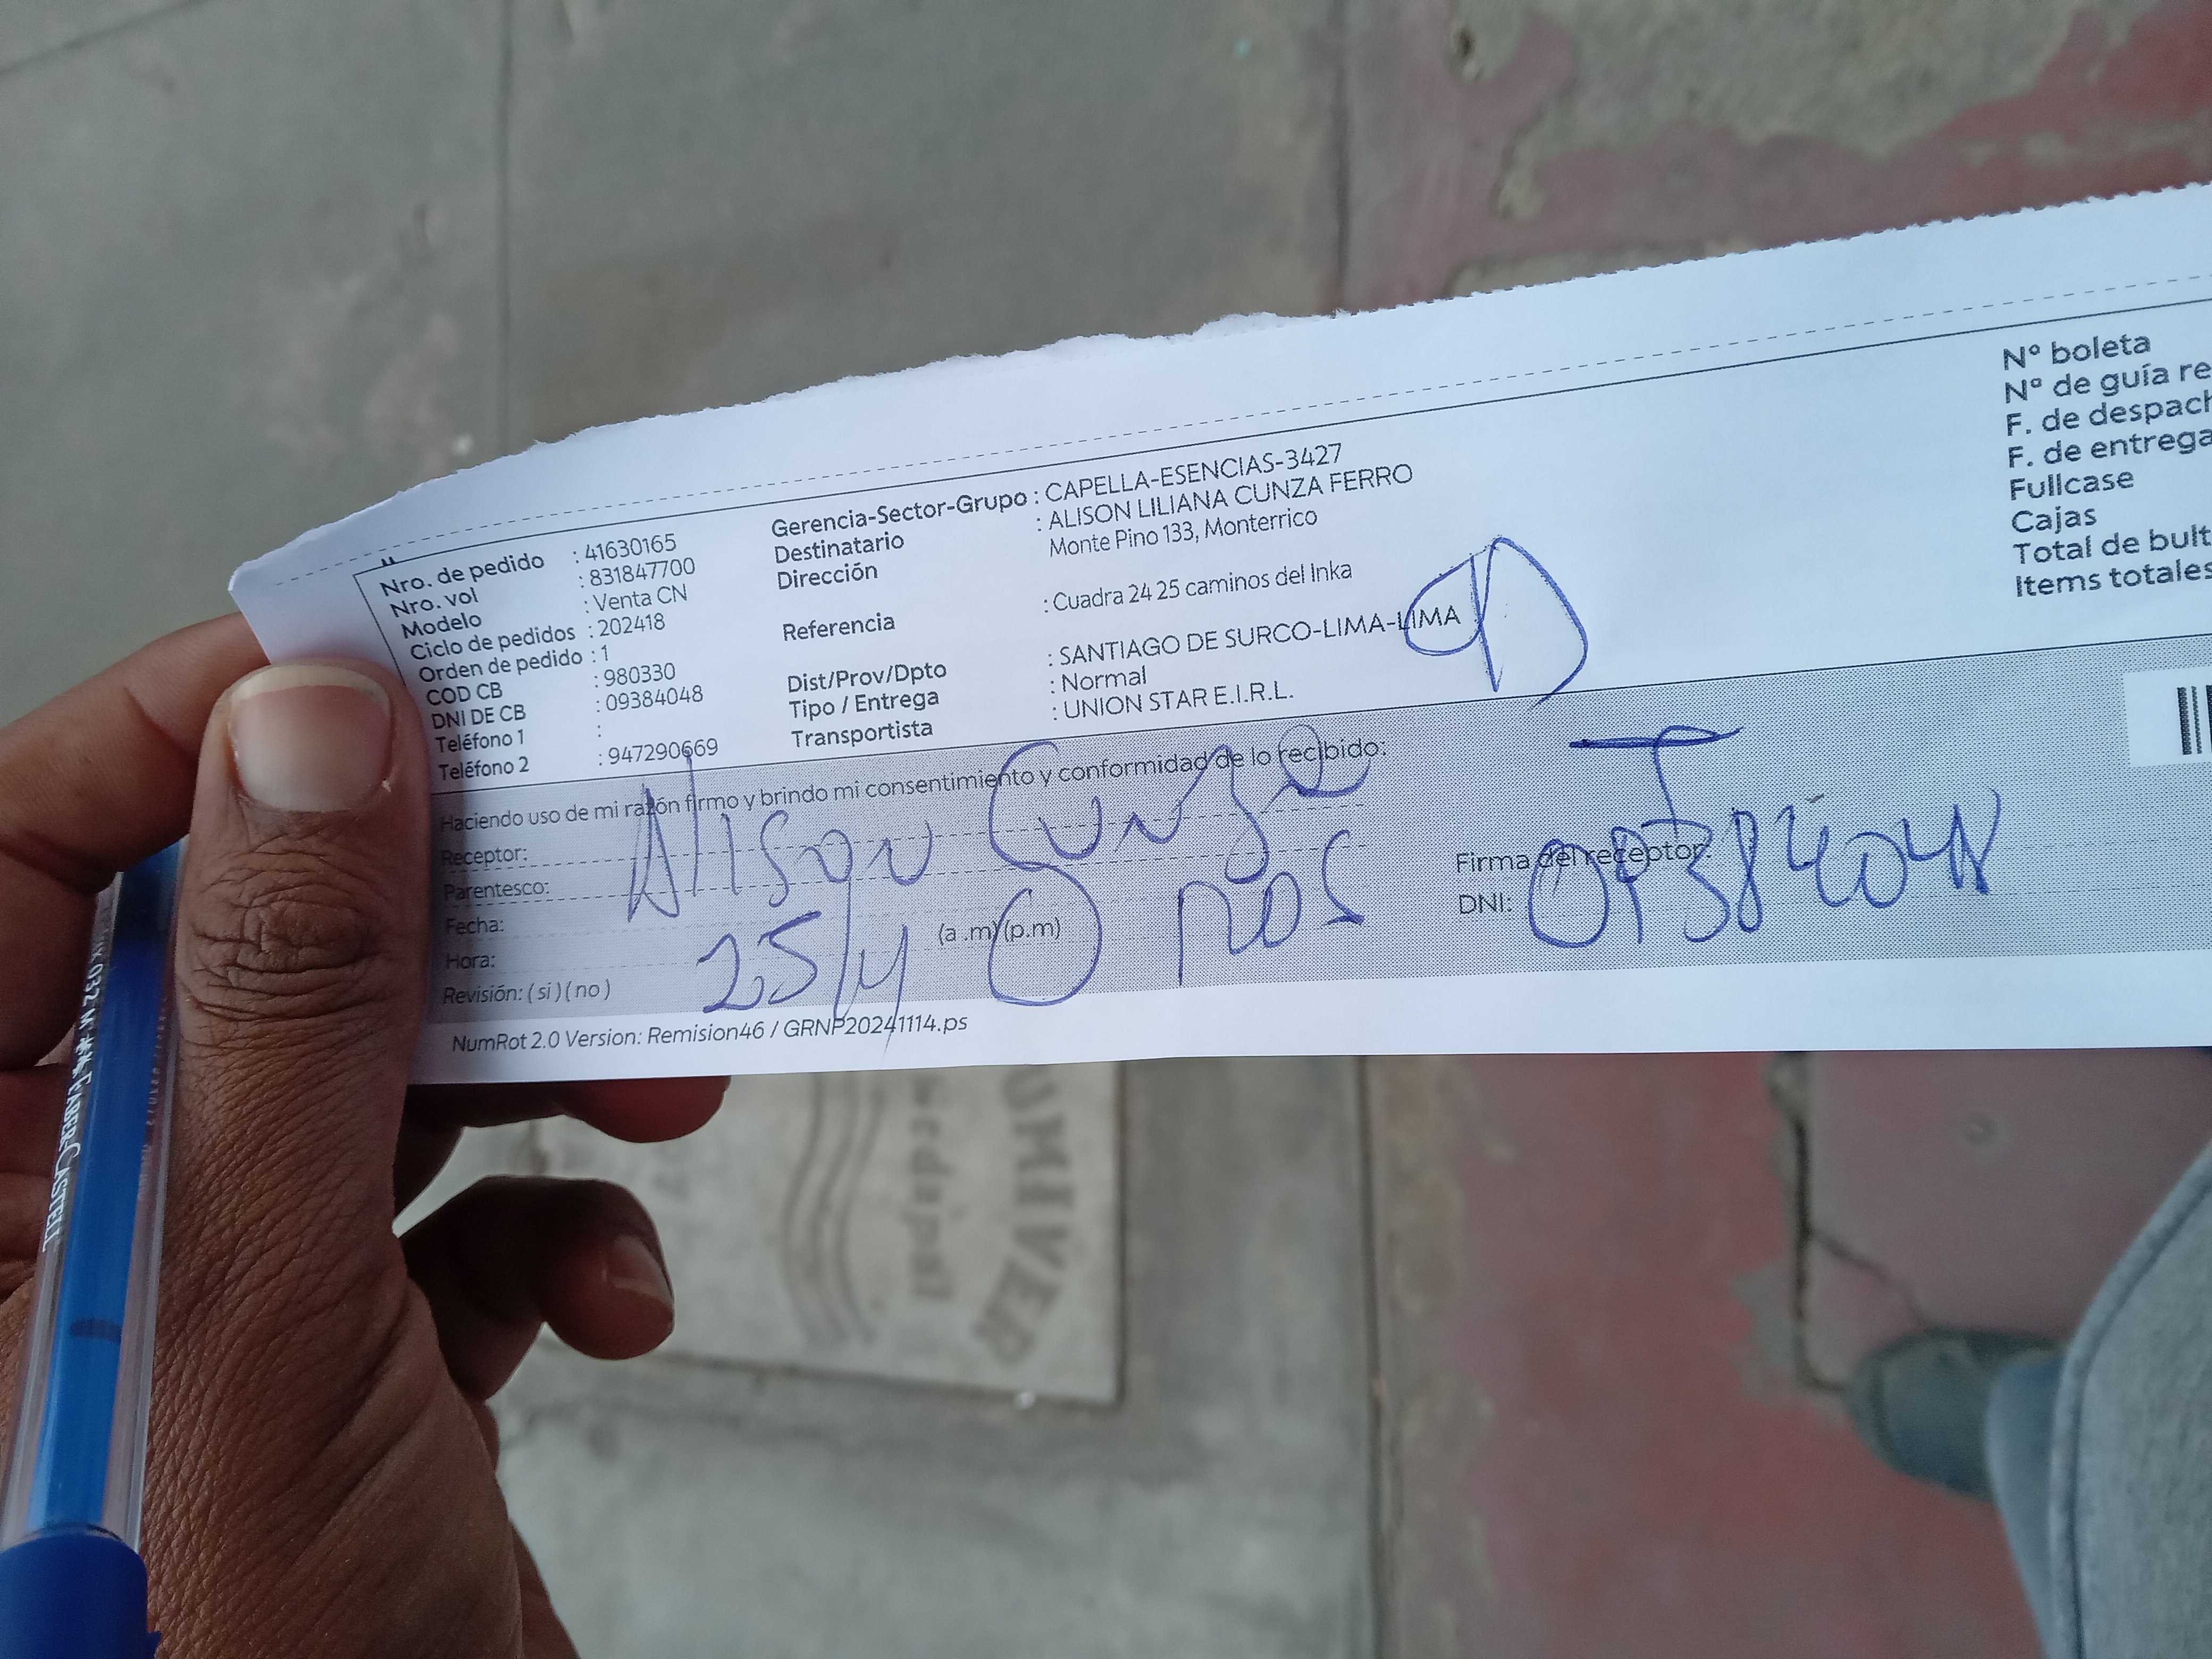 Nro. de pedido : 41630165
Nro. vol : 831847700
Modelo : Venta CN
Ciclo de pedidos : 202418
Orden de pedido : 1
COD CB : 980330
DNI DE CB : 09384048
Teléfono 1 :
Teléfono 2 : 947290669
Gerencia-Sector-Grupo : CAPELLA-ESENCIAS-3427
Destinatario : ALISON LILIANA CUNZA FERRO
Dirección Monte Pino 133, Monterrico
Referencia : Cuadra 24 25 caminos del Inka
Dist/Prov/Dpto : SANTIAGO DE SURCO-LIMA-LIMA
Tipo / Entrega : Normal
Transportista : UNION STAR E.I.R.L.
Nº boleta
Nº de guía re
F. de despach
F. de entrega
Fullcase
Cajas
Total de bult
Items totales
Haciendo uso de mi razón firmo y brindo mi consentimiento y conformidad de lo recibido:
Receptor: Alison Cunza
Parentesco:
Fecha: 25/
Hora: (a .m) (p.m)
Revisión: ( si ) ( no )
Firma del receptor:
DNI: 09384048
NumRot 2.0 Version: Remision46 / GRNP20241114.ps
FABER-CASTELL